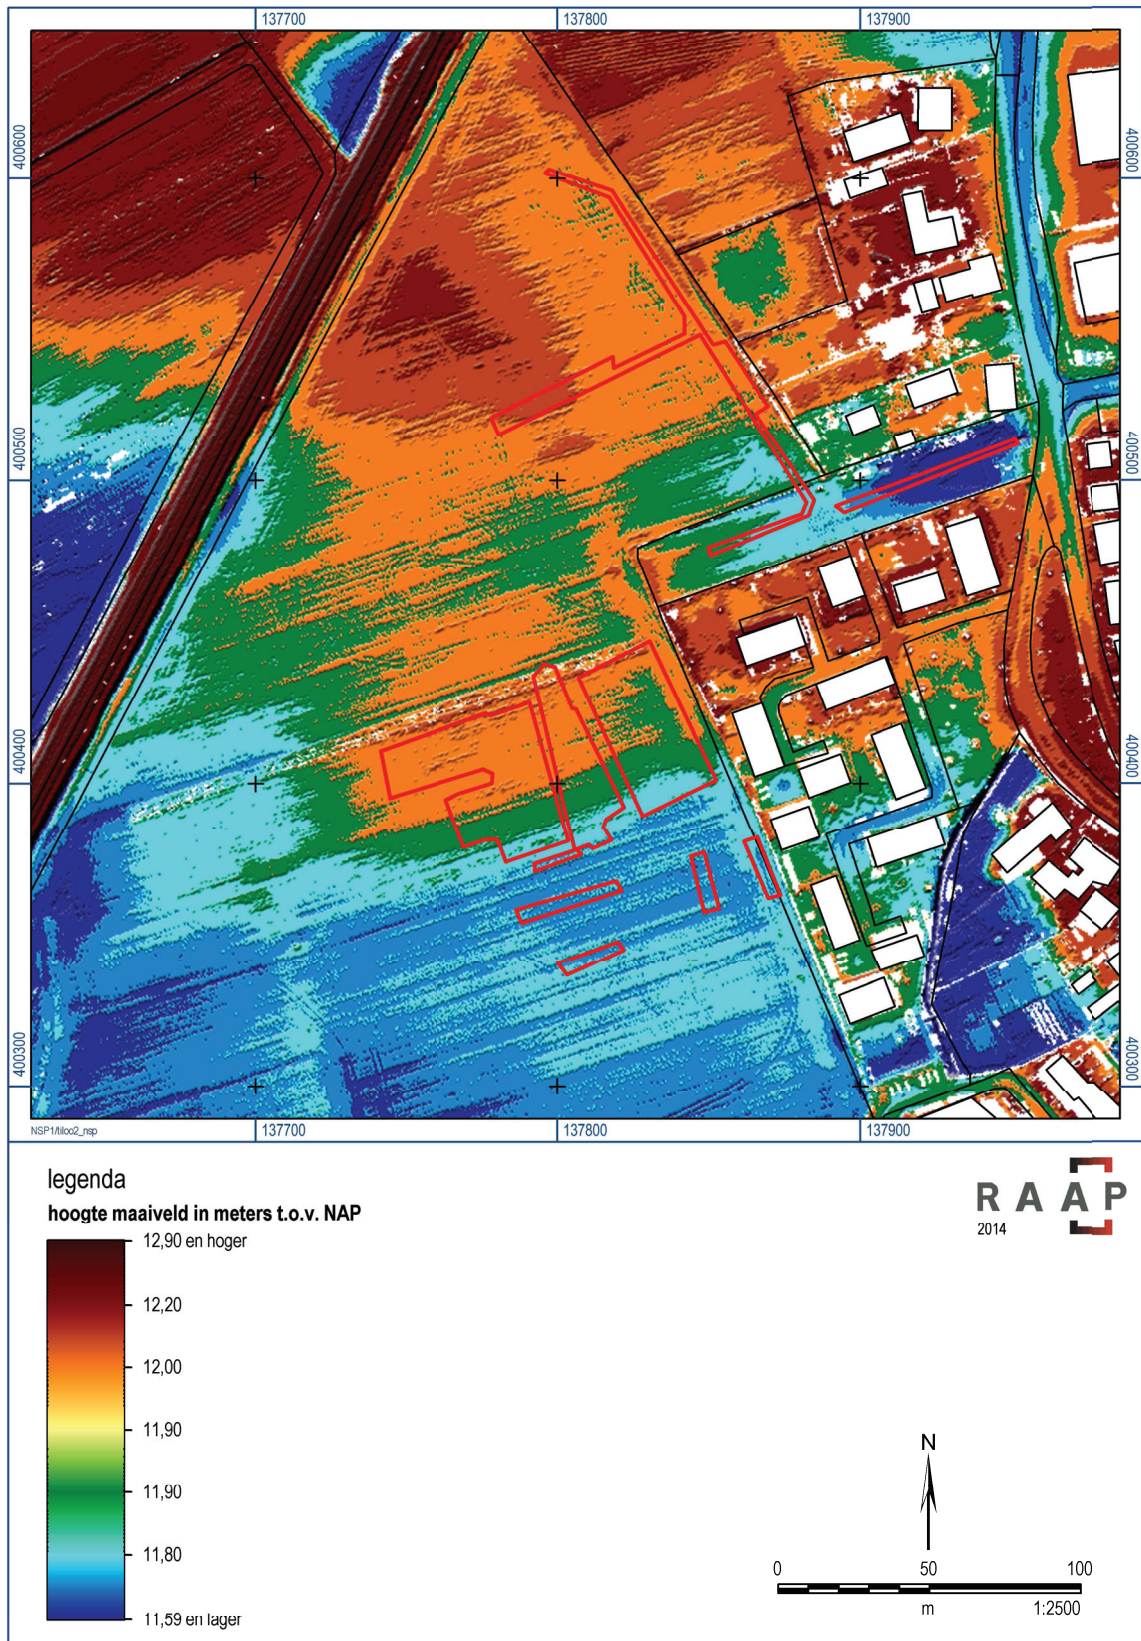 137700 137800 137900
400600 400600
400500 400500
400400 400400
400300 400300
NSP1/tiloo2_nsp
137700 137800 137900
legenda
hoogte maaiveld in meters t.o.v. NAP
12,90 en hoger
12,20
12,00
11,90
11,90
11,80
11,59 en lager
RAAP
2014
N
0 50 100
m 1:2500